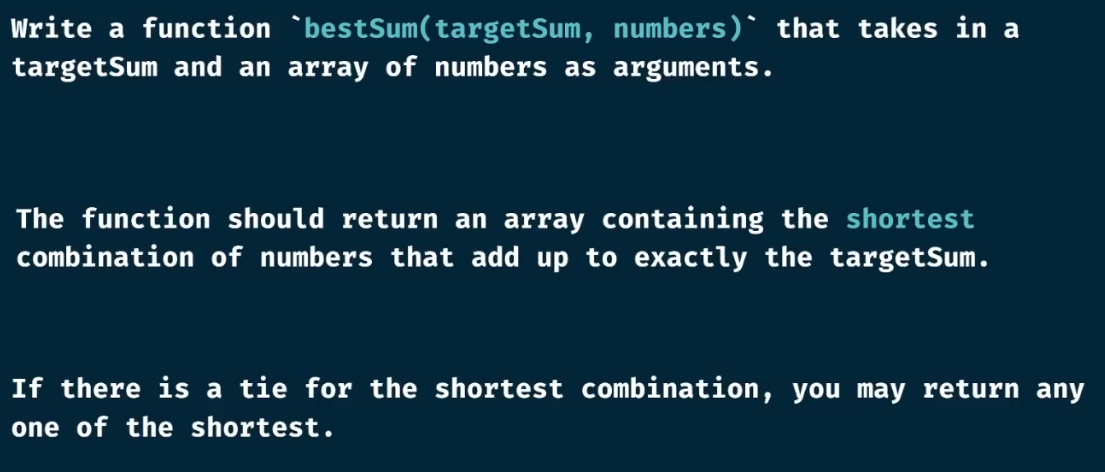 Write a function `bestSum(targetSum, numbers)` that takes in a
targetSum and an array of numbers as arguments.
The function should return an array containing the shortest
combination of numbers that add up to exactly the targetSum.
If there is a tie for the shortest combination, you may return any
one of the shortest.